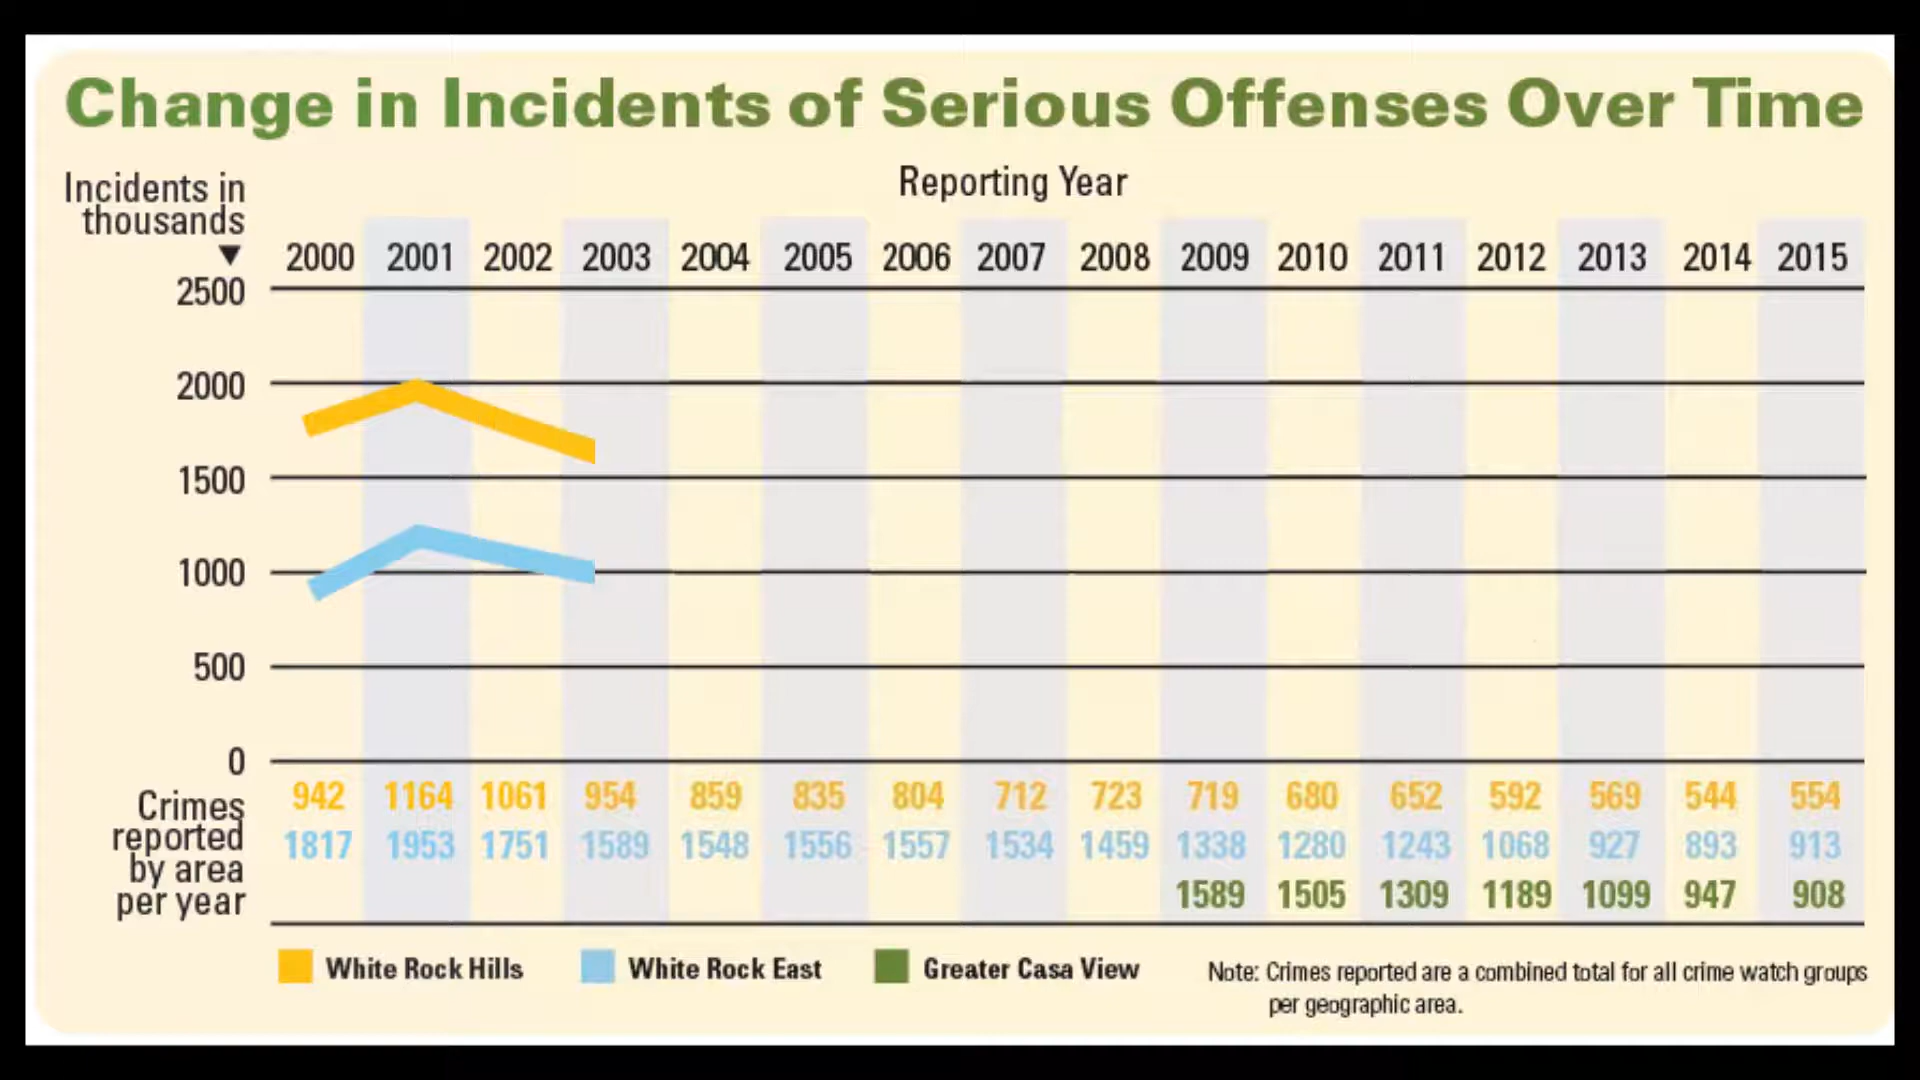 Change in Incidents of Serious Offenses Over Time
Incidents in
thousands
▼
Reporting Year
2000 2001 2002 2003 2004 2005 2006 2007 2008 2009 2010 2011 2012 2013 2014 2015
2500
2000
1500
1000
500
0
Crimes
reported
by area
per year
942 1164 1061 954 859 835 804 712 723 719 680 652 592 569 544 554
1817 1953 1751 1589 1548 1556 1557 1534 1459 1338 1280 1243 1068 927 893 913
1589 1505 1309 1189 1099 947 908
White Rock Hills
White Rock East
Greater Casa View
Note: Crimes reported are a combined total for all crime watch groups
per geographic area.